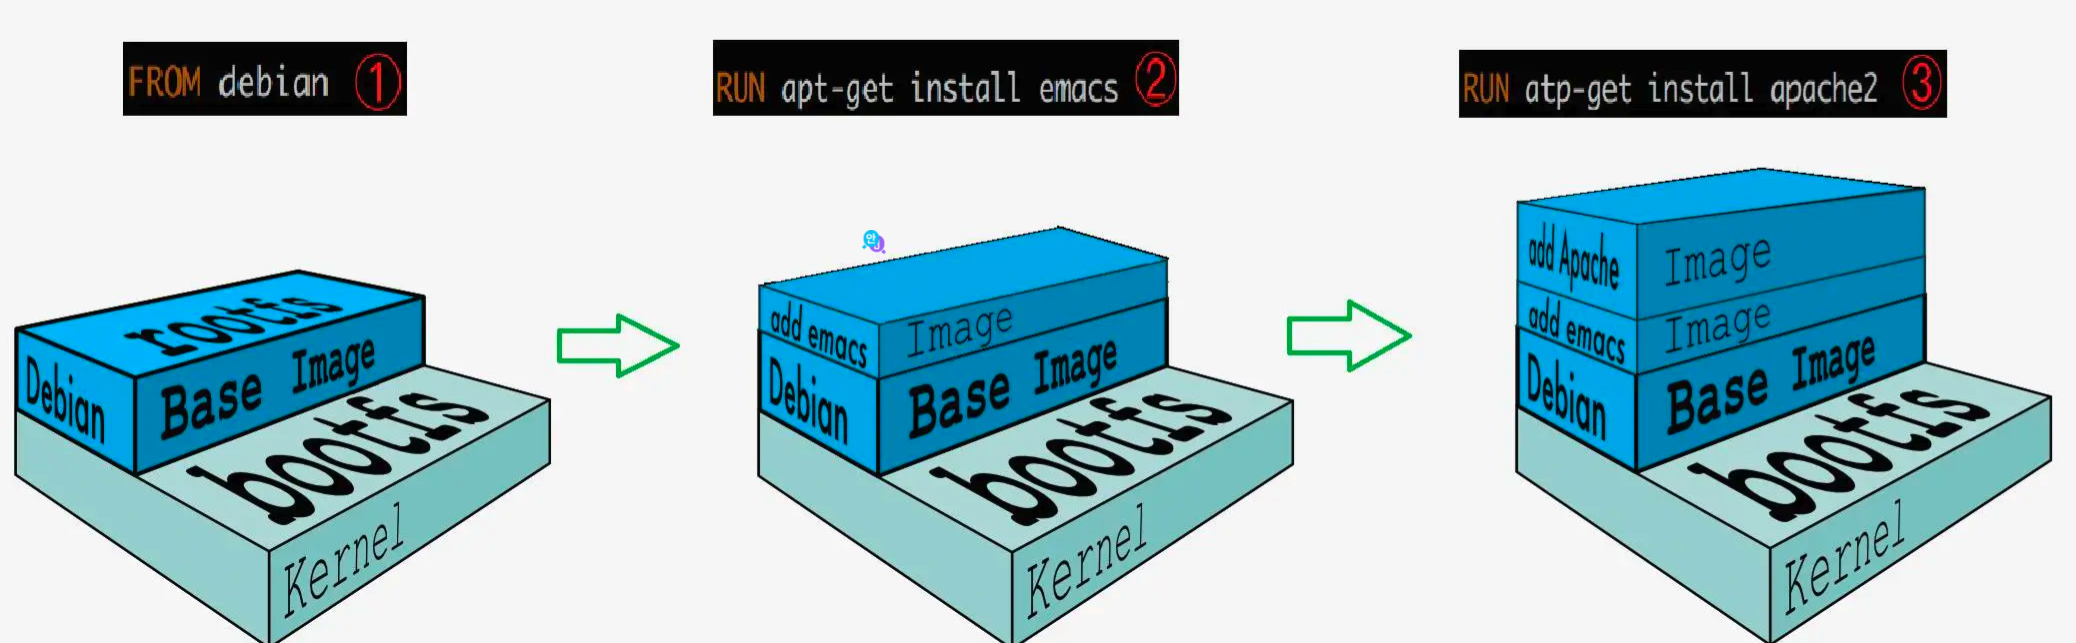 FROM debian ①
RUN apt-get install emacs ②
RUN atp-get install apache2 ③
rootfs
Debian
Base Image
bootfs
Kernel
add emacs
Image
Debian
Base Image
bootfs
Kernel
add Apache
Image
add emacs
Image
Debian
Base Image
bootfs
Kernel